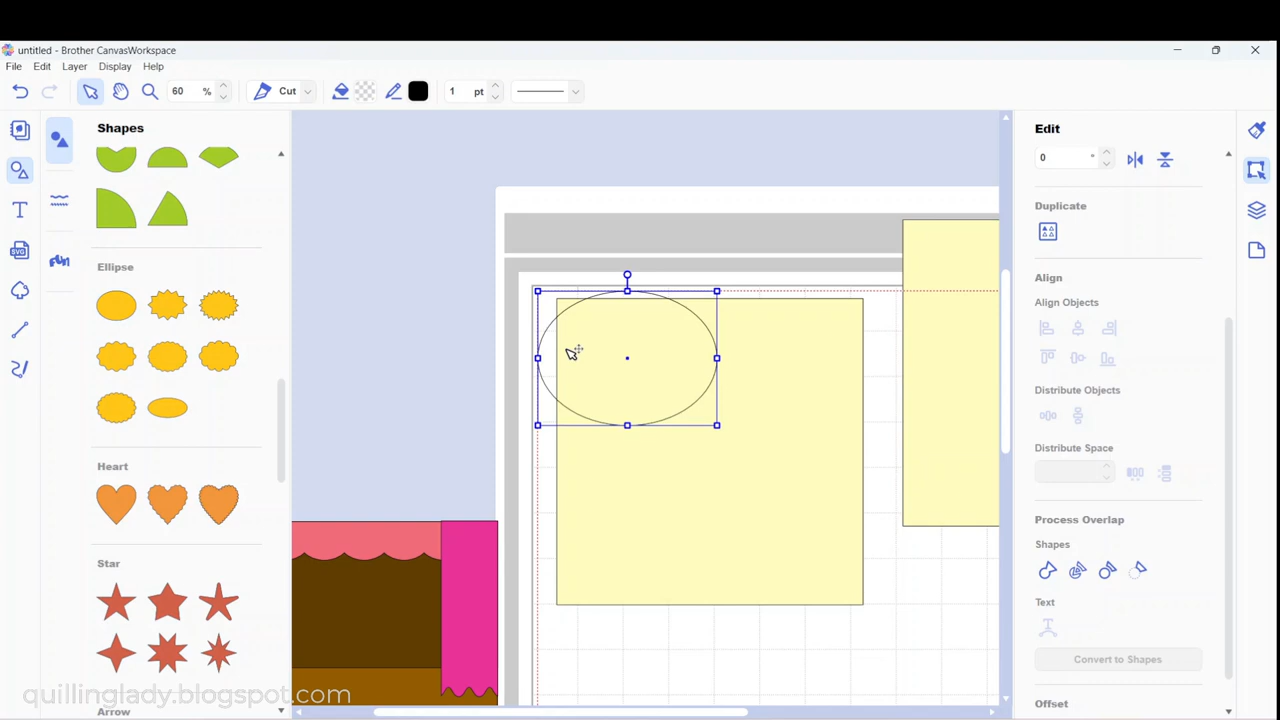 untitled - Brother CanvasWorkspace
File Edit Layer Display Help
60 % Cut 1 pt
Shapes
Ellipse
Heart
Star
Arrow
Edit
0 °
Duplicate
Align
Align Objects
Distribute Objects
Distribute Space
Process Overlap
Shapes
Text
Convert to Shapes
Offset
T
SVG
Fun
quillinglady.blogspot.com